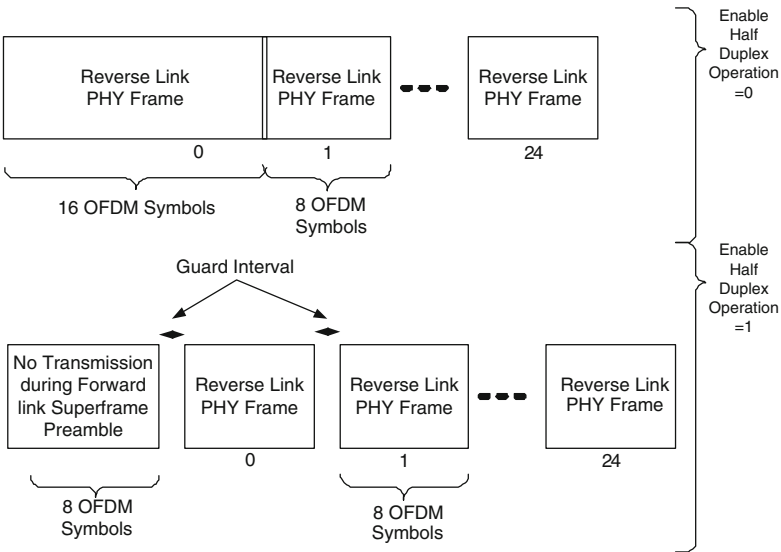 Reverse Link
PHY Frame
Reverse Link
PHY Frame
Reverse Link
PHY Frame
0
1
24
16 OFDM Symbols
8 OFDM
Symbols
Enable
Half
Duplex
Operation
=0
Guard Interval
No Transmission
during Forward
link Superframe
Preamble
Reverse Link
PHY Frame
Reverse Link
PHY Frame
Reverse Link
PHY Frame
0
1
24
8 OFDM
Symbols
8 OFDM
Symbols
Enable
Half
Duplex
Operation
=1